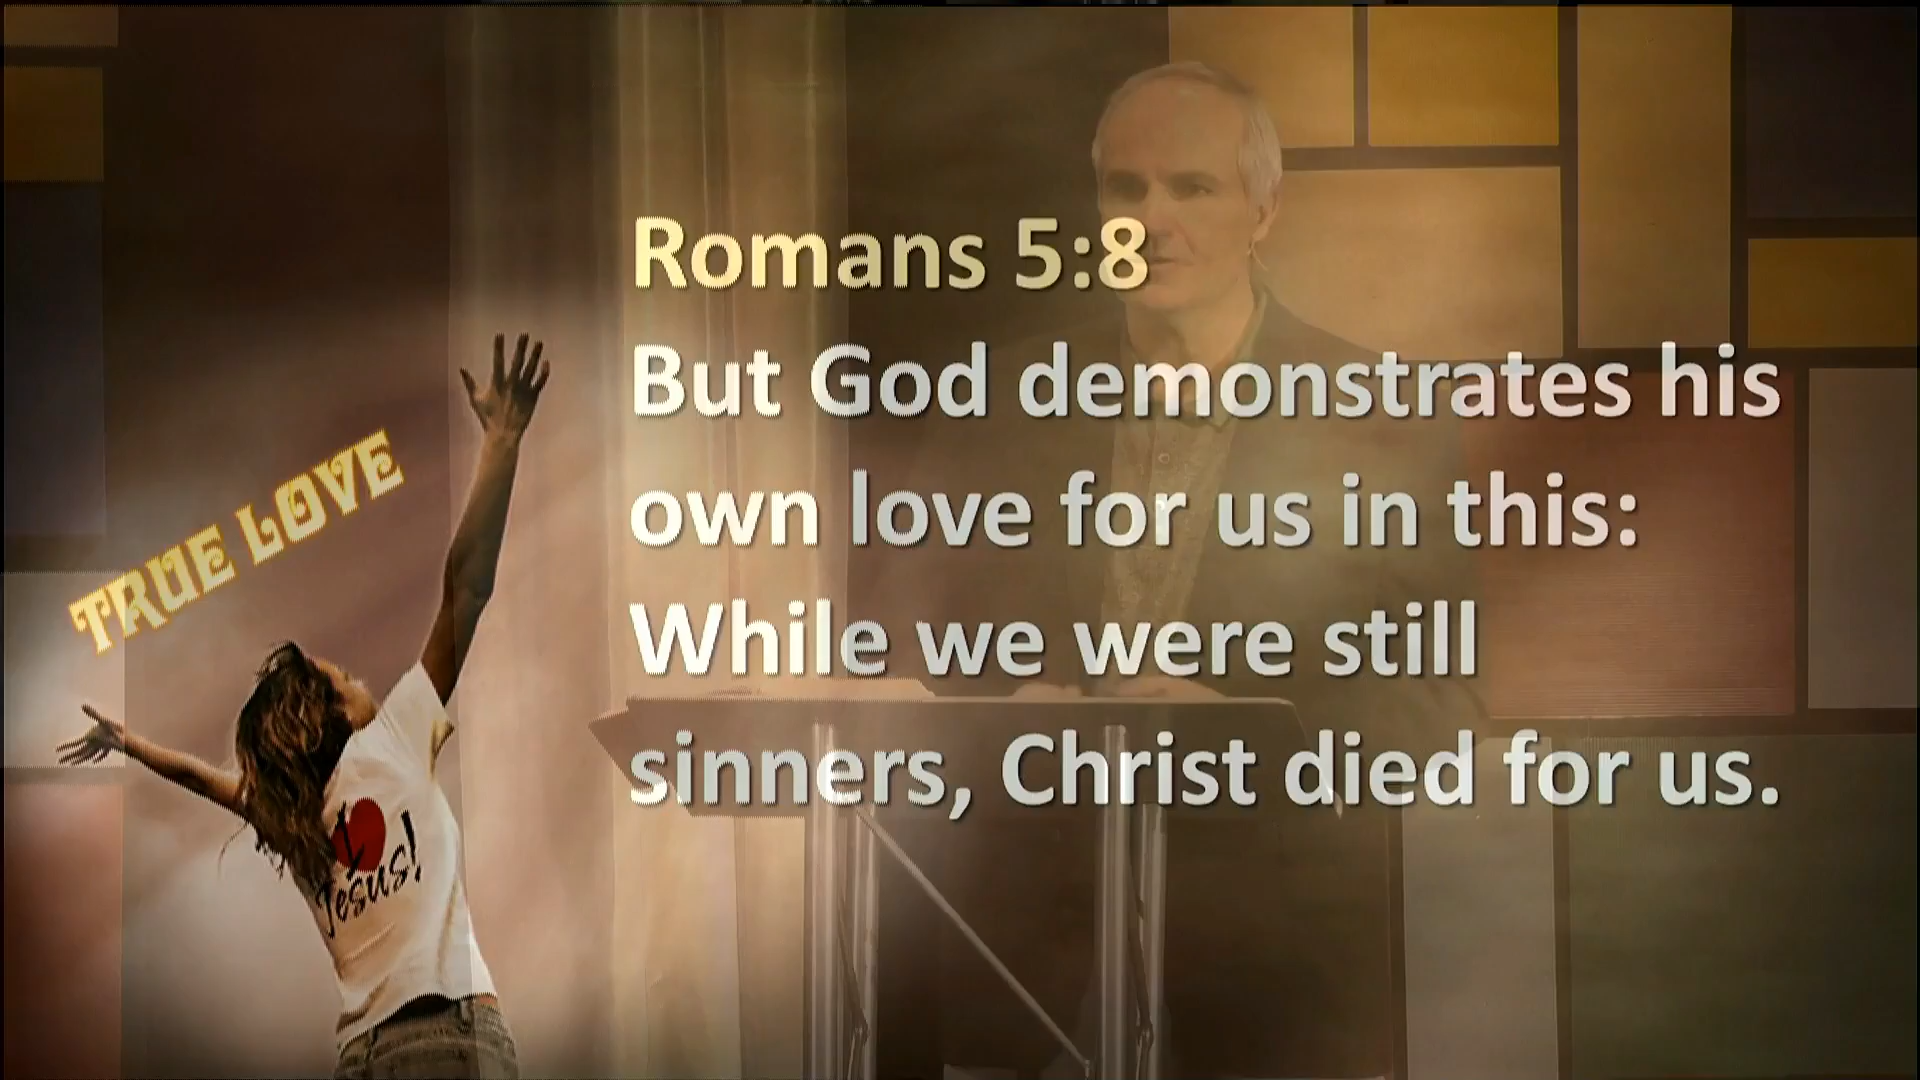 Romans 5:8
But God demonstrates his
own love for us in this:
While we were still
sinners, Christ died for us.
TRUE LOVE
I
Jesus!